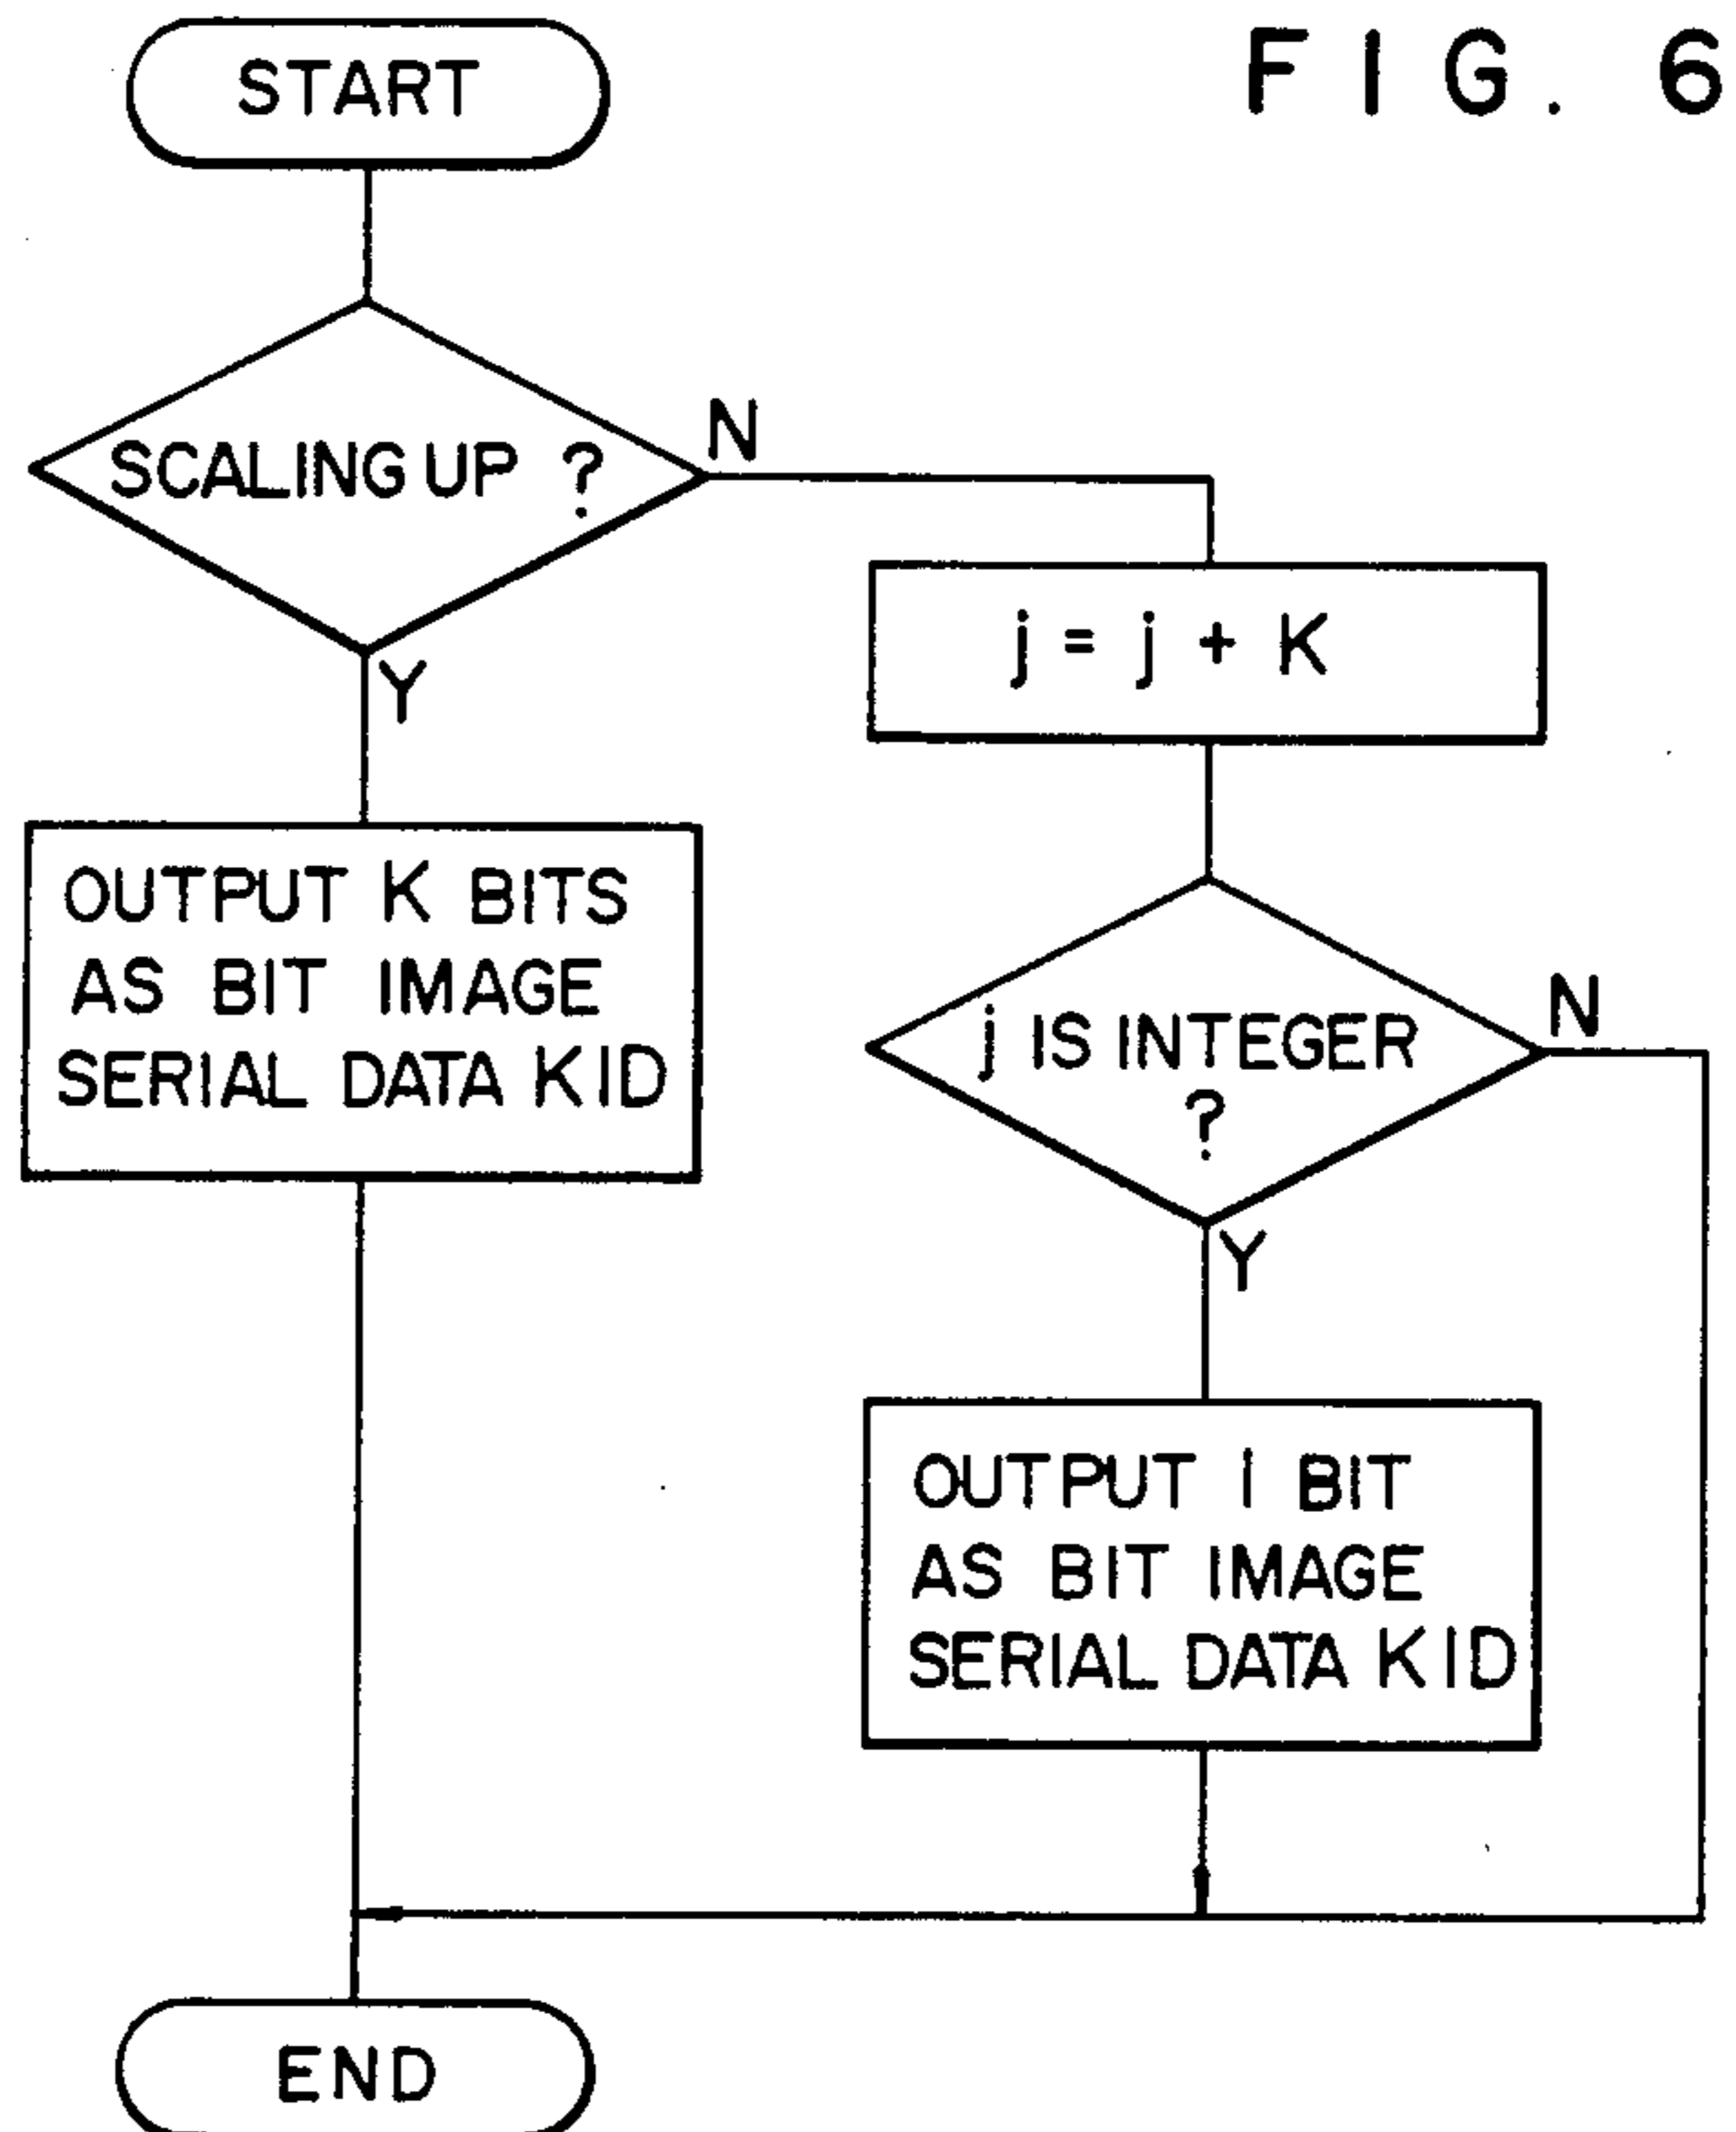 FIG. 6
START
SCALING UP ?
N
Y
j = j + K
OUTPUT K BITS
AS BIT IMAGE
SERIAL DATA KID
j IS INTEGER
?
N
Y
OUTPUT 1 BIT
AS BIT IMAGE
SERIAL DATA KID
END